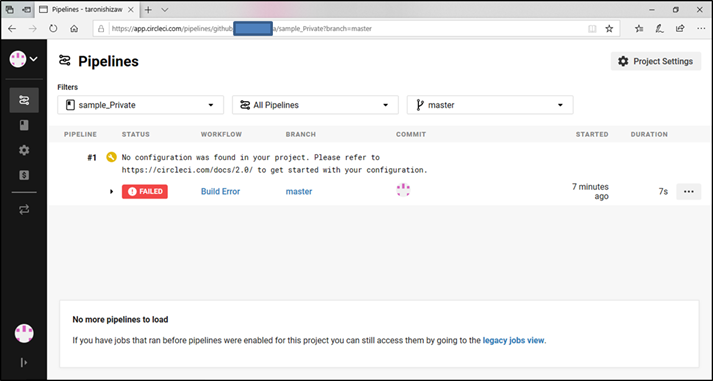 Pipelines - taronishizaw
https://app.circleci.com/pipelines/github a/sample_Private?branch=master
Pipelines
Project Settings
Filters
sample_Private
All Pipelines
master
PIPELINE STATUS WORKFLOW BRANCH COMMIT STARTED DURATION
#1 No configuration was found in your project. Please refer to
https://circleci.com/docs/2.0/ to get started with your configuration.
FAILED Build Error master 7 minutes
ago 7s
No more pipelines to load
If you have jobs that ran before pipelines were enabled for this project you can still access them by going to the legacy jobs view.